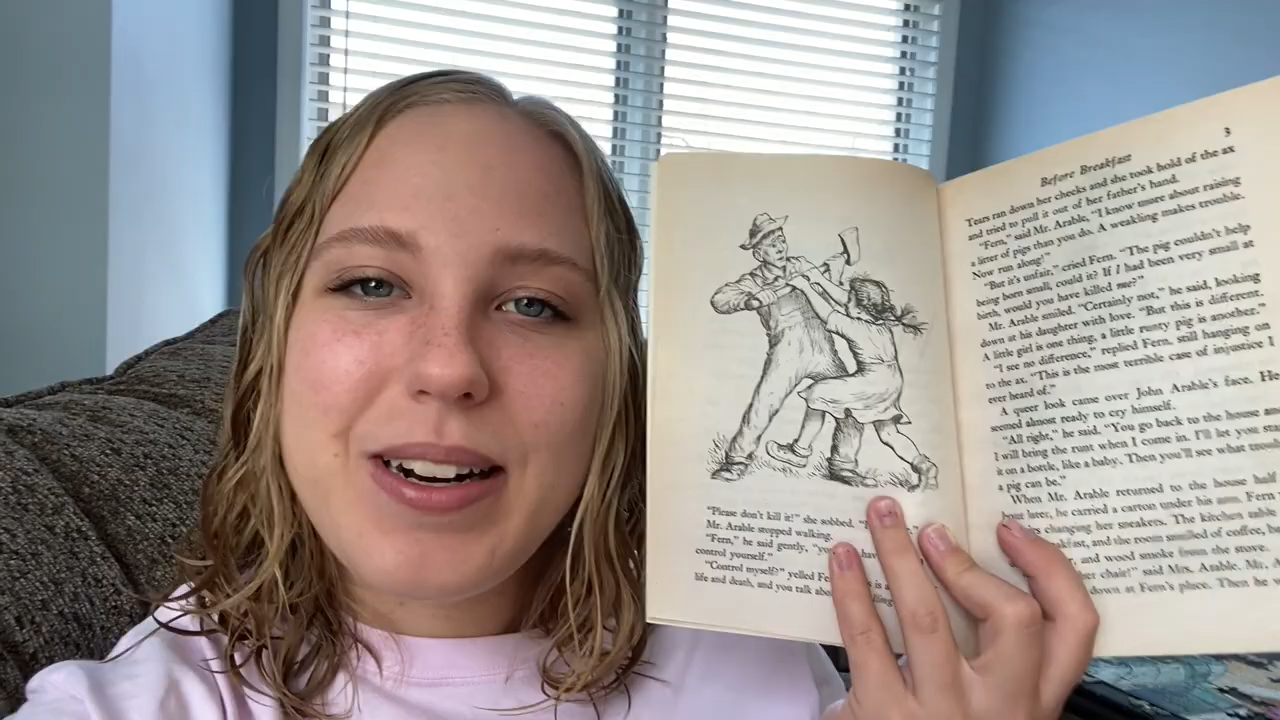 "Please don't kill it!" she sobbed.
Mr. Arable stopped walking.
"Fern," he said gently,
control yourself."
"Control myself?" yelled
life and death, and you talk
3
Before Breakfast
Tears ran down her cheeks and she took hold of the ax
and tried to pull it out of her father's hand.
"Fern," said Mr. Arable, "I know more about raising
a litter of pigs than you do. A weakling makes trouble.
Now run along!"
"But it's unfair," cried Fern. "The pig couldn't help
being born small, could it? If I had been very small at
birth, would you have killed me?"
Mr. Arable smiled. "Certainly not," he said, looking
down at his daughter with love. "But this is different.
A little girl is one thing, a little runty pig is another."
"I see no difference," replied Fern, still hanging on
to the ax. "This is the most terrible case of injustice I
ever heard of."
A queer look came over John Arable's face. He
seemed almost ready to cry himself.
"All right," he said. "You go back to the house and
I will bring the runt when I come in. I'll let you
it on a bottle, like a baby. Then you'll see what
a pig can be."
When Mr. Arable returned to the house half
hour later, he carried a carton under his arm. Fern
changing her sneakers. The kitchen table
and the room smelled of coffee,
and wood smoke from the stove.
chair!" said Mrs. Arable. Mr.
down at Fern's place. Then he